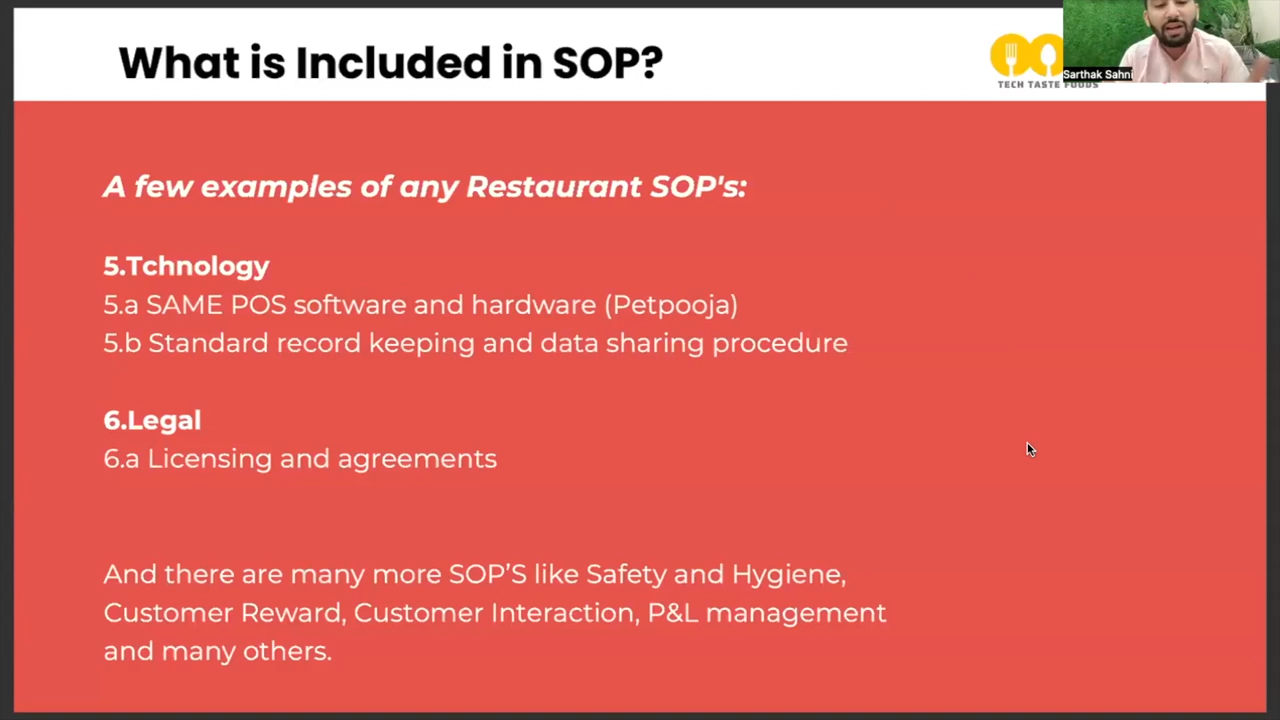 What is Included in SOP?
TECH TASTE FOODS
Sarthak Sahni
A few examples of any Restaurant SOP's:
5.Tchnology
5.a SAME POS software and hardware (Petpooja)
5.b Standard record keeping and data sharing procedure
6.Legal
6.a Licensing and agreements
And there are many more SOP’S like Safety and Hygiene,
Customer Reward, Customer Interaction, P&L management
and many others.